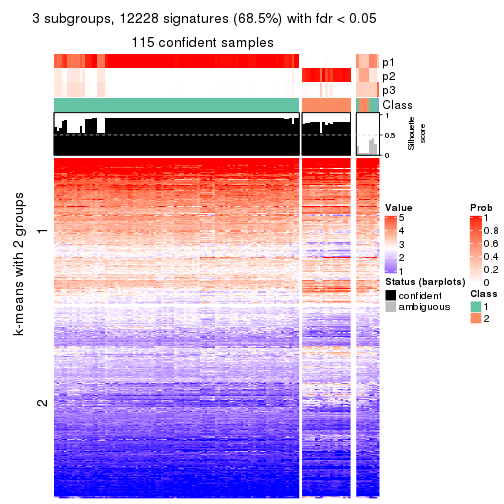 3 subgroups, 12228 signatures (68.5%) with fdr < 0.05
115 confident samples
p1
p2
p3
Class
1
0.5
0
Silhouette
score
k-means with 2 groups
1
2
Value
5
4
3
2
1
Prob
1
0.8
0.6
0.4
0.2
0
Status (barplots)
confident
ambiguous
Class
1
2